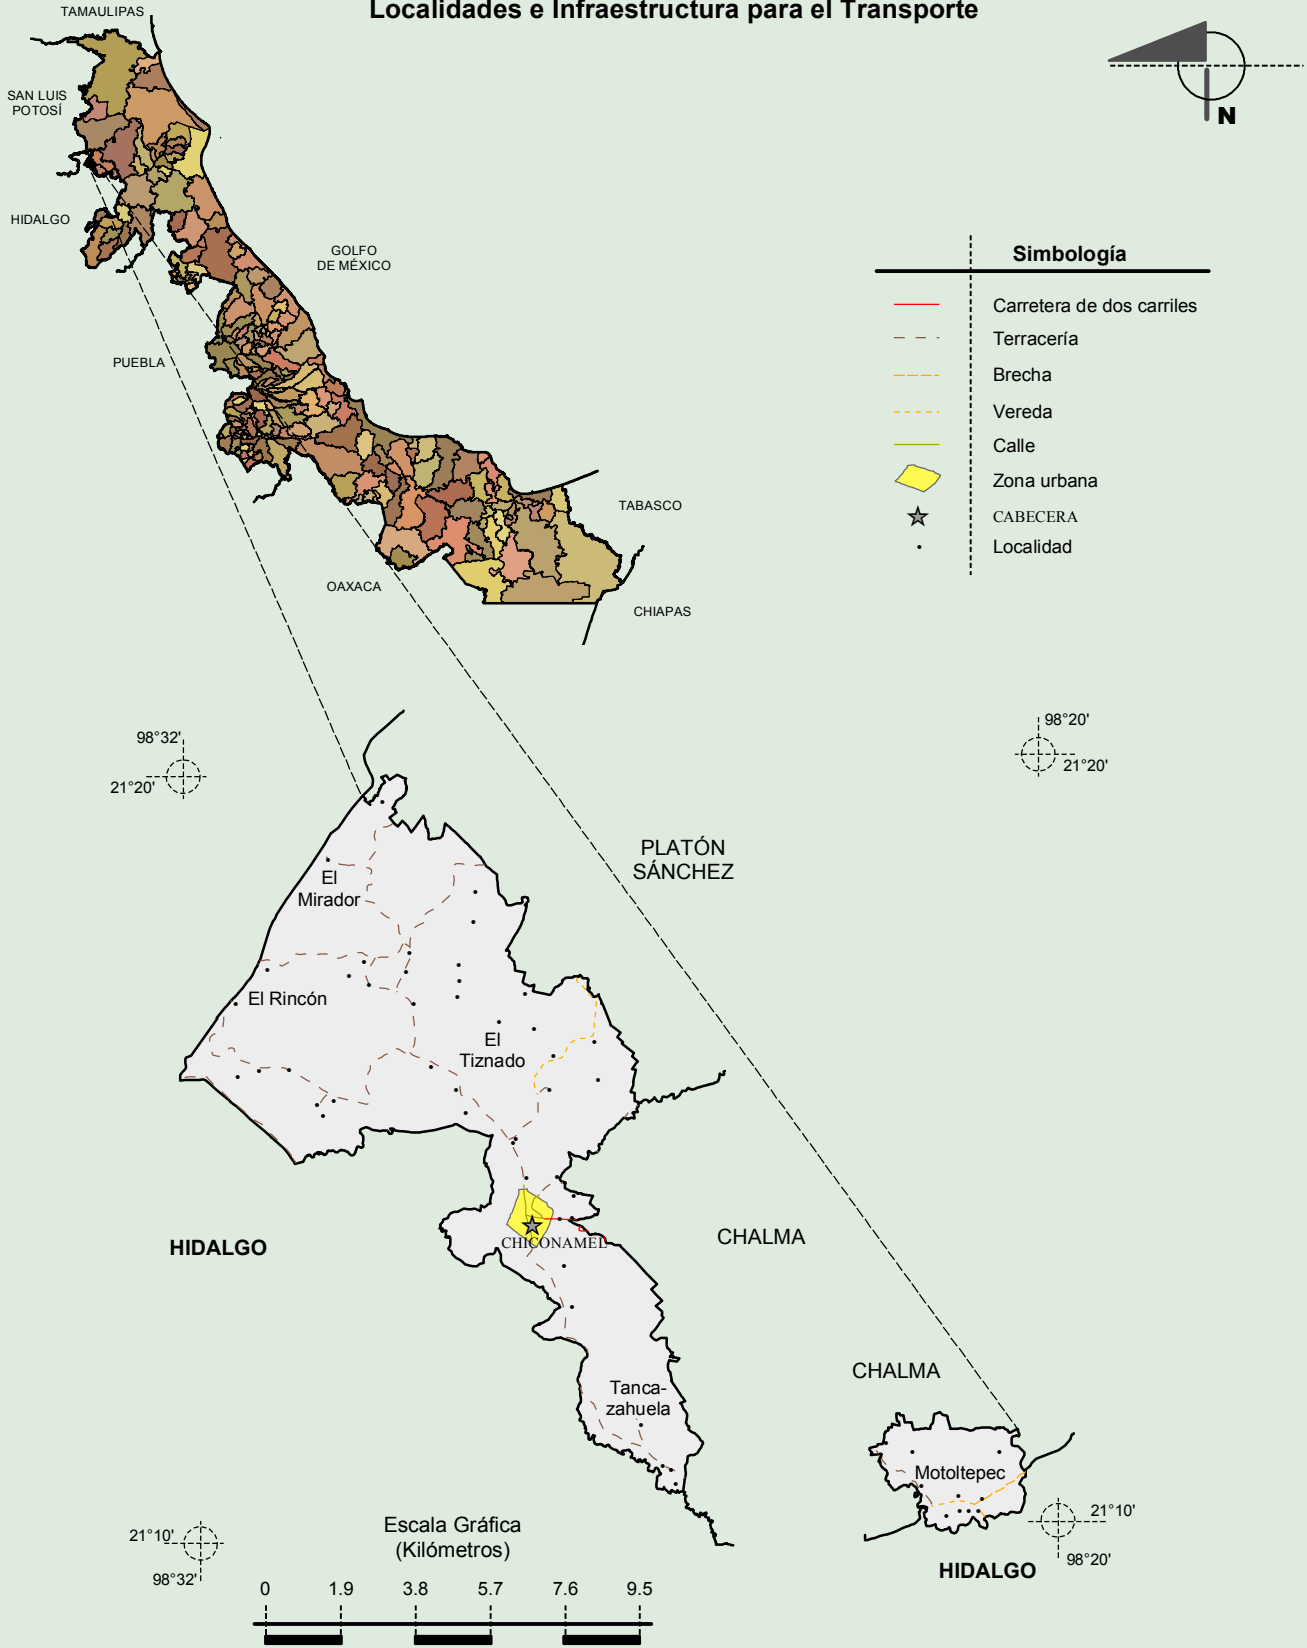 Localidades e Infraestructura para el Transporte
TAMAULIPAS
SAN LUIS
POTOSÍ
HIDALGO
GOLFO
DE MÉXICO
PUEBLA
TABASCO
OAXACA
CHIAPAS
N
Simbología
Carretera de dos carriles
Terracería
Brecha
Vereda
Calle
Zona urbana
CABECERA
Localidad
98°32'
21°20'
98°20'
21°20'
PLATÓN
SÁNCHEZ
El
Mirador
El Rincón
El
Tiznado
CHICONAMEL
HIDALGO
CHALMA
Tanca-
zahuela
CHALMA
Motoltepec
HIDALGO
21°10'
98°32'
21°10'
98°20'
Escala Gráfica
(Kilómetros)
0 1.9 3.8 5.7 7.6 9.5